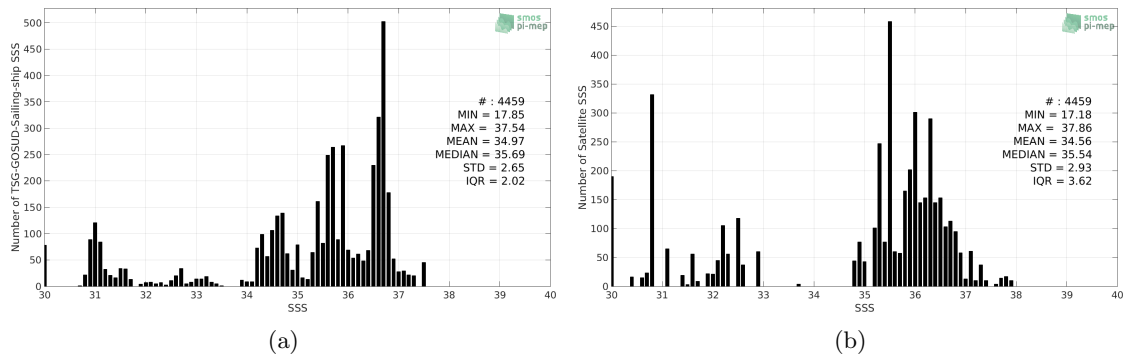 Number of TSG-GOSUD-Sailing-ship SSS
500
450
400
350
300
250
200
150
100
50
0
30 31 32 33 34 35 36 37 38 39 40
SSS
smos
pi-mep
# : 4459
MIN = 17.85
MAX = 37.54
MEAN = 34.97
MEDIAN = 35.69
STD = 2.65
IQR = 2.02
(a)
Number of Satellite SSS
450
400
350
300
250
200
150
100
50
0
30 31 32 33 34 35 36 37 38 39 40
SSS
smos
pi-mep
# : 4459
MIN = 17.18
MAX = 37.86
MEAN = 34.56
MEDIAN = 35.54
STD = 2.93
IQR = 3.62
(b)